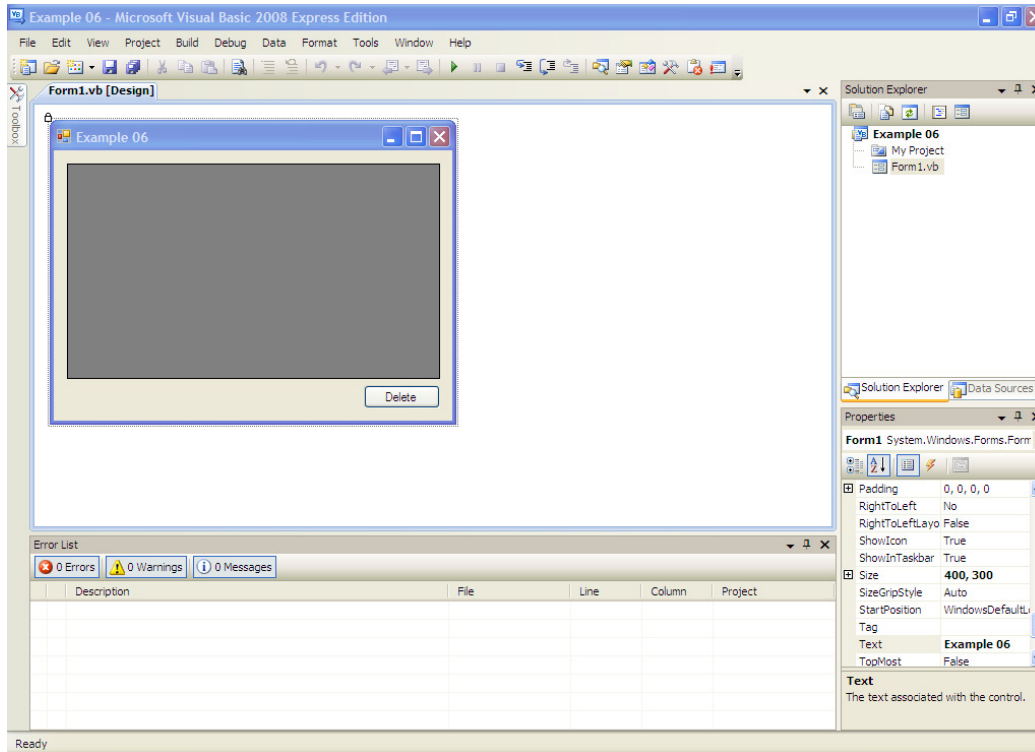 Example 06 - Microsoft Visual Basic 2008 Express Edition
File Edit View Project Build Debug Data Format Tools Window Help
Toolbox
Form1.vb [Design]
Example 06
Delete
Solution Explorer
Example 06
My Project
Form1.vb
Solution Explorer Data Sources
Properties
Form1 System.Windows.Forms.Form
Padding 0, 0, 0, 0
RightToLeft No
RightToLeftLayo False
ShowIcon True
ShowInTaskbar True
Size 400, 300
SizeGripStyle Auto
StartPosition WindowsDefaultL
Tag
Text Example 06
TopMost False
Text
The text associated with the control.
Error List
0 Errors 0 Warnings 0 Messages
Description File Line Column Project
Ready